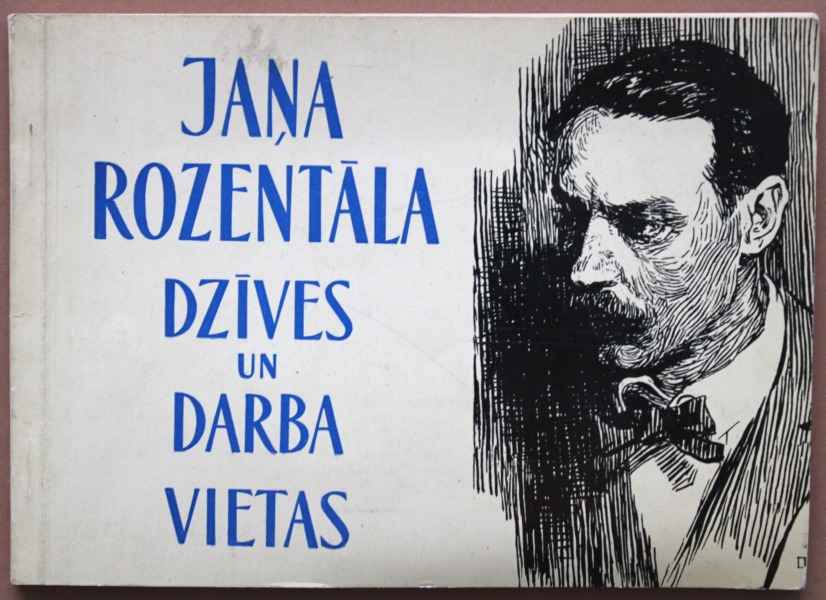 JAŅA
ROZENTĀLA
DZĪVES
UN
DARBA
VIETAS